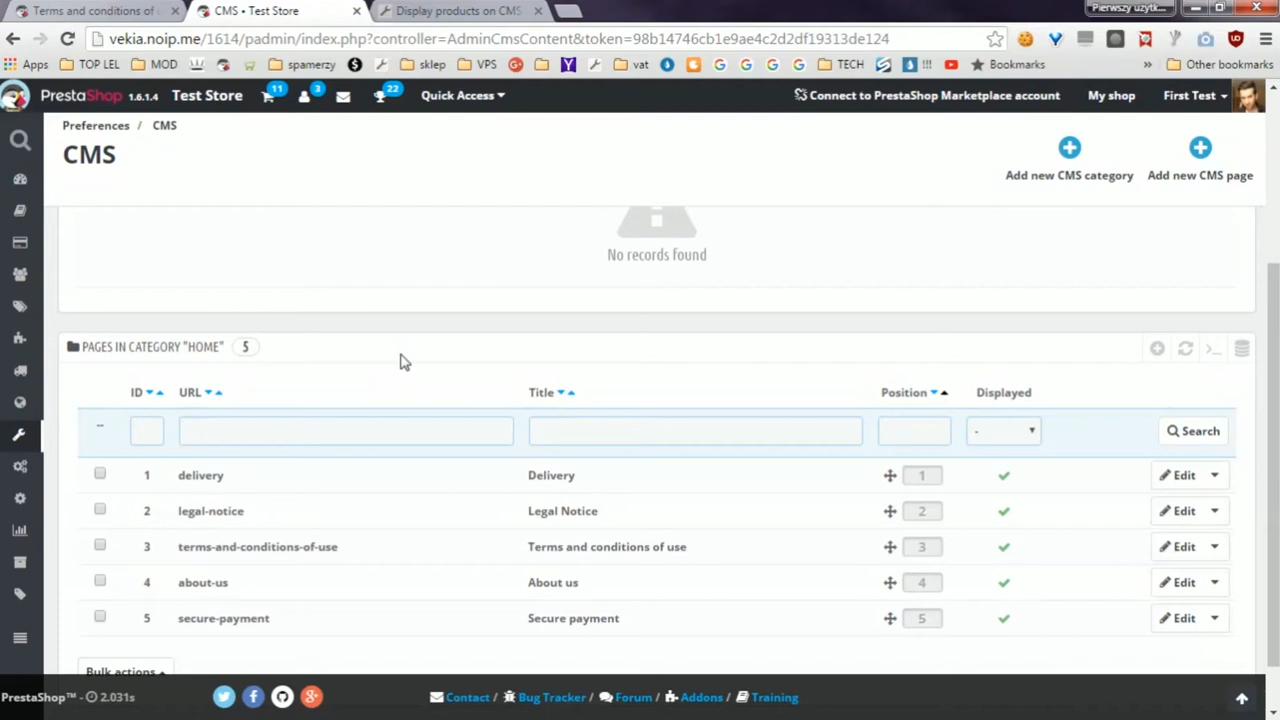 Terms and conditions of
CMS • Test Store
Display products on CMS
Pierwszy użytk...
vekia.noip.me/1614/padmin/index.php?controller=AdminCmsContent&token=98b14746cb1e9ae4c2d2df19313de124
Apps TOP LEL MOD spamerzy sklep VPS vat TECH !!! Bookmarks » Other bookmarks
PrestaShop 1.6.1.4 Test Store 11 3 22 Quick Access Connect to PrestaShop Marketplace account My shop First Test
Preferences / CMS
CMS
Add new CMS category Add new CMS page
No records found
PAGES IN CATEGORY "HOME" 5
ID URL Title Position Displayed
-- - Search
1 delivery Delivery 1 Edit
2 legal-notice Legal Notice 2 Edit
3 terms-and-conditions-of-use Terms and conditions of use 3 Edit
4 about-us About us 4 Edit
5 secure-payment Secure payment 5 Edit
Bulk actions
PrestaShop™ - 2.031s Contact / Bug Tracker / Forum / Addons / Training